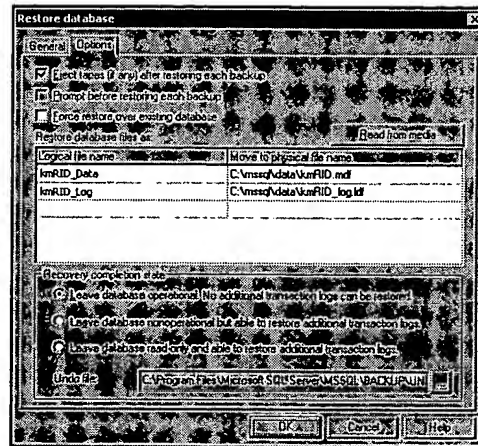 Restore database
General Options
Eject tapes (if any) after restoring each backup
Prompt before restoring each backup
Force restore over existing database
Restore database files as: Read from media
Logical file name Move to physical file name
kmRID_Data C:\mssql\data\kmRID.mdf
kmRID_Log C:\mssql\data\kmRID_log.ldf
Recovery completion state
Leave database operational. No additional transaction logs can be restored.
Leave database nonoperational but able to restore additional transaction logs.
Leave database read-only and able to restore additional transaction logs.
Undo file: C:\Program Files\Microsoft SQL Server\MSSQL\BACKUP\UN ...
OK Cancel Help